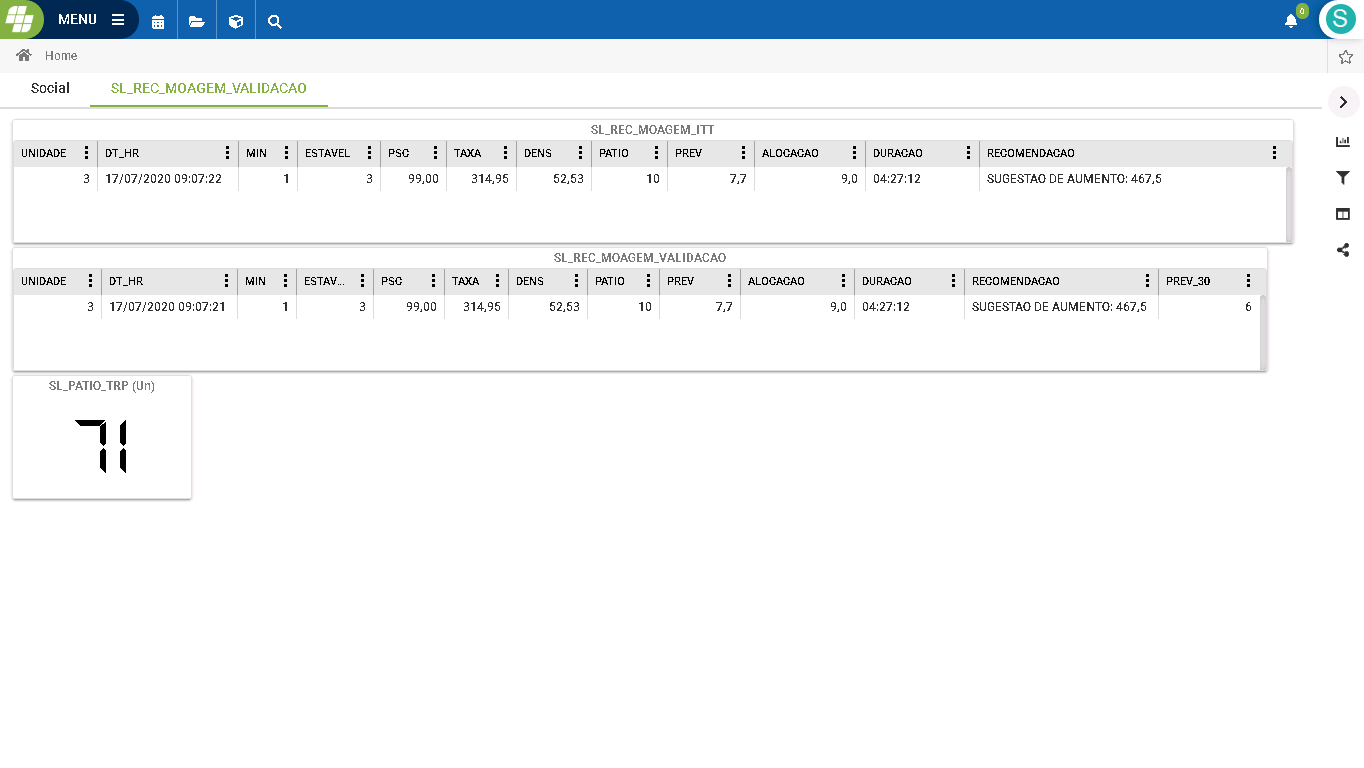 MENU
0
S
Home
Social SL_REC_MOAGEM_VALIDACAO
SL_REC_MOAGEM_ITT
UNIDADE DT_HR MIN ESTAVEL PSC TAXA DENS PATIO PREV ALOCACAO DURACAO RECOMENDACAO
3 17/07/2020 09:07:22 1 3 99,00 314,95 52,53 10 7,7 9,0 04:27:12 SUGESTAO DE AUMENTO: 467,5
SL_REC_MOAGEM_VALIDACAO
UNIDADE DT_HR MIN ESTAV... PSC TAXA DENS PATIO PREV ALOCACAO DURACAO RECOMENDACAO PREV_30
3 17/07/2020 09:07:21 1 3 99,00 314,95 52,53 10 7,7 9,0 04:27:12 SUGESTAO DE AUMENTO: 467,5 6
SL_PATIO_TRP (Un)
71